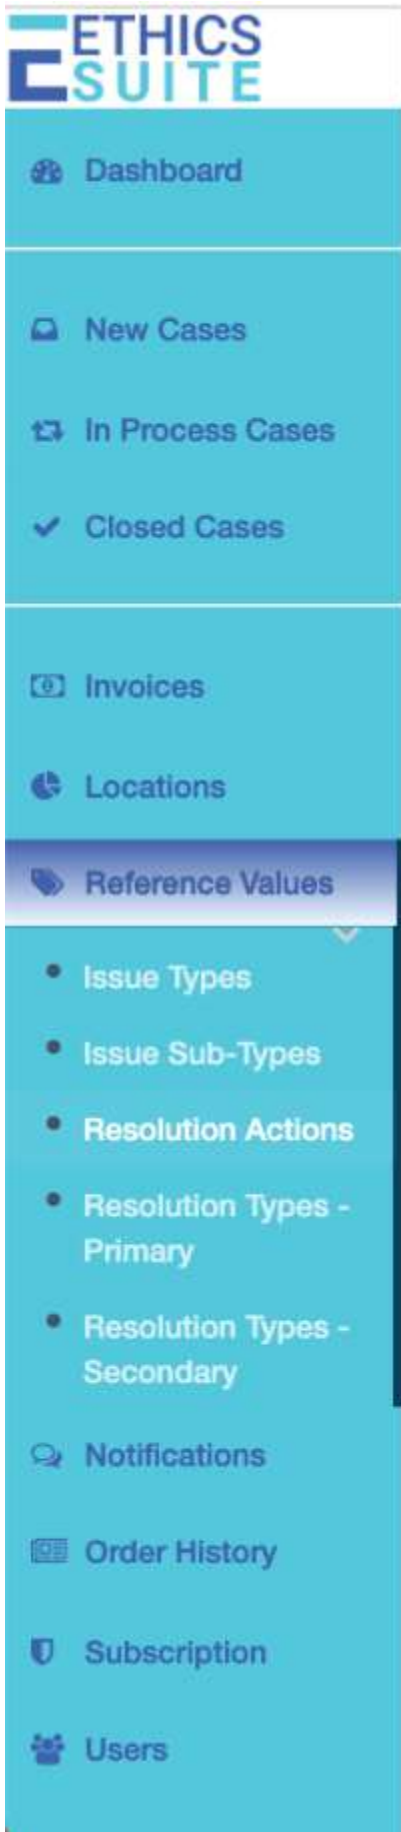 ETHICS
SUITE
Dashboard
New Cases
In Process Cases
Closed Cases
Invoices
Locations
Reference Values
Issue Types
Issue Sub-Types
Resolution Actions
Resolution Types -
Primary
Resolution Types -
Secondary
Notifications
Order History
Subscription
Users